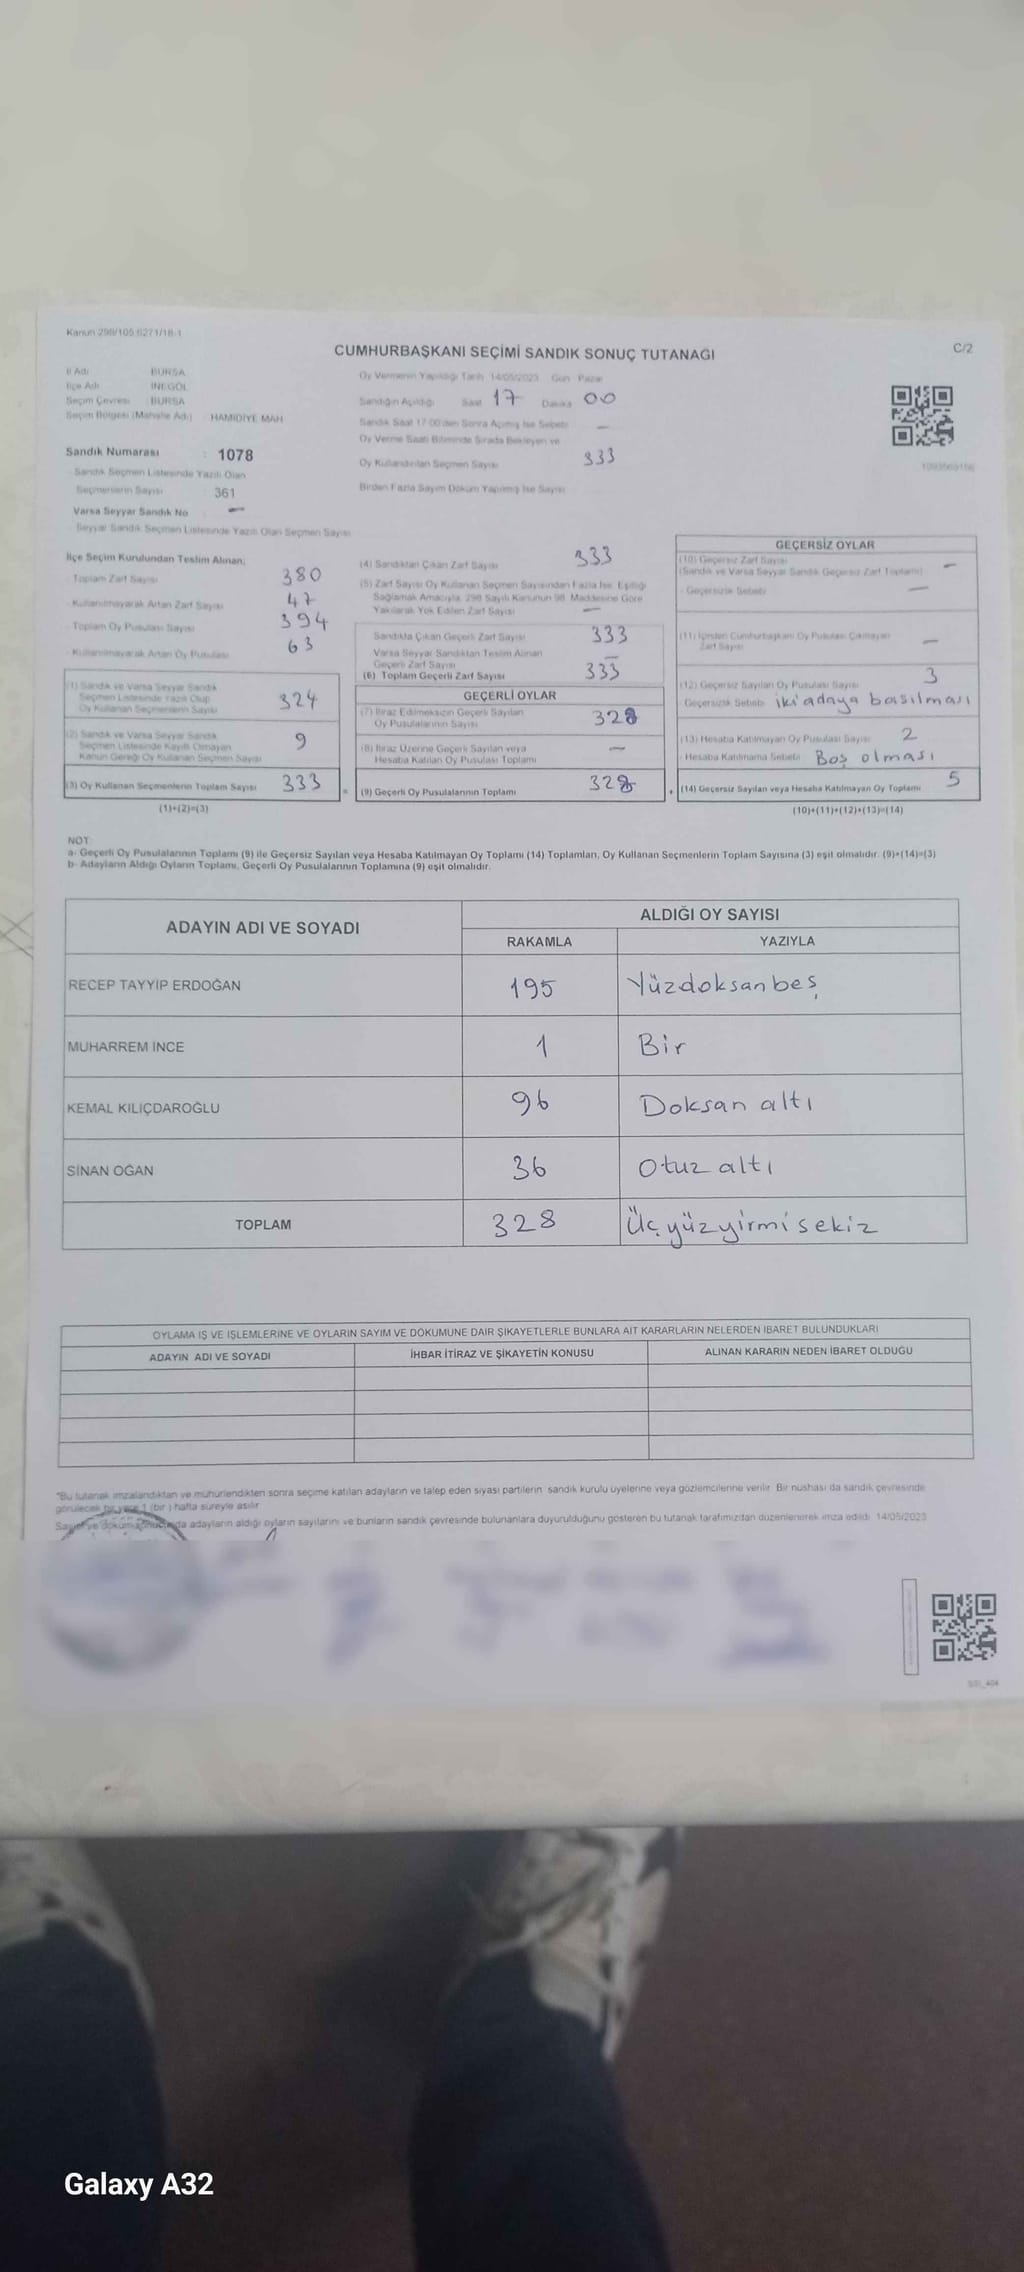 Kanun 298/105 6271/18-1
CUMHURBAŞKANI SEÇİMİ SANDIK SONUÇ TUTANAĞI
C/2
İl Adı BURSA
İlçe Adı İNEGÖL
Seçim Çevresi : BURSA
Seçim Bölgesi (Mahalle Adı) : HAMİDİYE MAH
Sandık Numarası : 1078
Sandık Seçmen Listesinde Yazılı Olan
Seçmenlerin Sayısı : 361
Varsa Seyyar Sandık No —
Seyyar Sandık Seçmen Listesinde Yazılı Olan Seçmen Sayısı
Oy Vermenin Yapıldığı Tarih 14/05/2023 Gün Pazar
Sandığın Açıldığı Saat 17 Dakika 00
Sandık Saat 17:00'den Sonra Açılmış İse Sebebi —
Oy Verme Saati Bitiminde Sırada Bekleyen ve
Oy Kullandırılan Seçmen Sayısı 333
Birden Fazla Sayım Döküm Yapılmış İse Sayısı
İlçe Seçim Kurulundan Teslim Alınan;
Toplam Zarf Sayısı 380
- Kullanılmayarak Artan Zarf Sayısı 47
- Toplam Oy Pusulası Sayısı 394
- Kullanılmayarak Artan Oy Pusulası 63
(1) Sandık ve Varsa Seyyar Sandık
Seçmen Listesinde Yazılı Olup
Oy Kullanan Seçmenlerin Sayısı 324
(2) Sandık ve Varsa Seyyar Sandık
Seçmen Listesinde Kayıtlı Olmayan
Kanun Gereği Oy Kullanan Seçmen Sayısı 9
(3) Oy Kullanan Seçmenlerin Toplam Sayısı 333
(1)+(2)=(3)
(4) Sandıktan Çıkan Zarf Sayısı 333
(5) Zarf Sayısı Oy Kullanan Seçmen Sayısından Fazla İse, Eşitliği
Sağlamak Amacıyla, 298 Sayılı Kanunun 98. Maddesine Göre
Yakılarak Yok Edilen Zarf Sayısı —
Sandıkta Çıkan Geçerli Zarf Sayısı 333
Varsa Seyyar Sandıktan Teslim Alınan
Geçerli Zarf Sayısı —
(6) Toplam Geçerli Zarf Sayısı 333
GEÇERLİ OYLAR
(7) İtiraz Edilmeksizin Geçerli Sayılan
Oy Pusulalarının Sayısı 328
(8) İtiraz Üzerine Geçerli Sayılan veya
Hesaba Katılan Oy Pusulası Toplamı —
= (9) Geçerli Oy Pusulalarının Toplamı 328
GEÇERSİZ OYLAR
(10) Geçersiz Zarf Sayısı —
(Sandık ve Varsa Seyyar Sandık Geçersiz Zarf Toplamı)
- Geçersizlik Sebebi —
(11) İçinden Cumhurbaşkanı Oy Pusulası Çıkmayan
Zarf Sayısı —
(12) Geçersiz Sayılan Oy Pusulası Sayısı 3
Geçersizlik Sebebi iki adaya basılması
(13) Hesaba Katılmayan Oy Pusulası Sayısı 2
- Hesaba Katılmama Sebebi Boş olması
+ (14) Geçersiz Sayılan veya Hesaba Katılmayan Oy Toplamı 5
(10)+(11)+(12)+(13)=(14)
NOT:
a- Geçerli Oy Pusulalarının Toplamı (9) ile Geçersiz Sayılan veya Hesaba Katılmayan Oy Toplamı (14) Toplamları, Oy Kullanan Seçmenlerin Toplam Sayısına (3) eşit olmalıdır. (9)+(14)=(3)
b- Adayların Aldığı Oyların Toplamı, Geçerli Oy Pusulalarının Toplamına (9) eşit olmalıdır.
ADAYIN ADI VE SOYADI
ALDIĞI OY SAYISI
RAKAMLA YAZIYLA
RECEP TAYYİP ERDOĞAN 195 Yüzdoksanbeş
MUHARREM İNCE 1 Bir
KEMAL KILIÇDAROĞLU 96 Doksan altı
SİNAN OĞAN 36 Otuz altı
TOPLAM 328 Üçyüzyirmisekiz
OYLAMA İŞ VE İŞLEMLERİNE VE OYLARIN SAYIM VE DÖKÜMÜNE DAİR ŞİKAYETLERLE BUNLARA AİT KARARLARIN NELERDEN İBARET BULUNDUKLARI
ADAYIN ADI VE SOYADI İHBAR İTİRAZ VE ŞİKAYETİN KONUSU ALINAN KARARIN NEDEN İBARET OLDUĞU
*Bu tutanak imzalandıktan ve mühürlendikten sonra seçime katılan adayların ve talep eden siyasi partilerin sandık kurulu üyelerine veya gözlemcilerine verilir. Bir nüshası da sandık çevresinde
görülecek bir yere 1 (bir) hafta süreyle asılır.
adayların aldığı oyların sayılarını ve bunların sandık çevresinde bulunanlara duyurulduğunu gösteren bu tutanak tarafımızdan düzenlenerek imza edildi. 14/05/2023
Galaxy A32